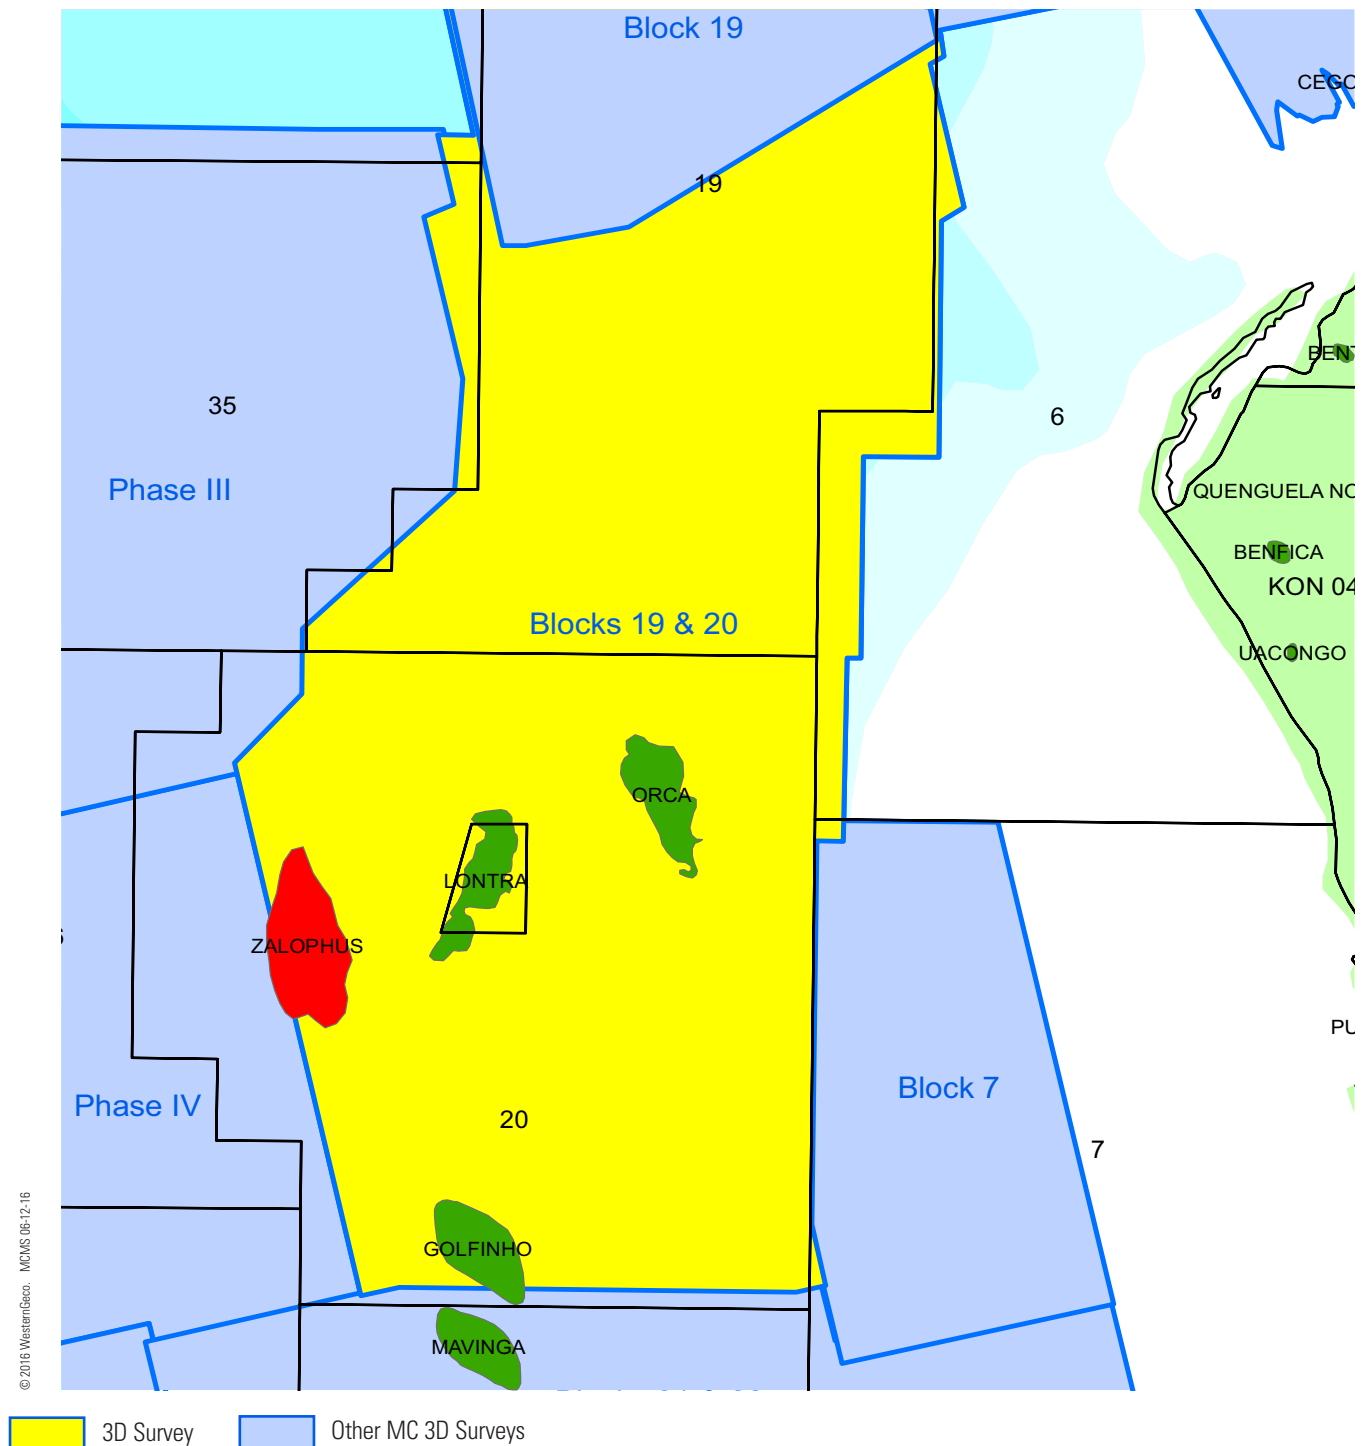 Block 19
CEGO
19
35
6
BENT
Phase III
QUENGUELA NO
BENFICA
KON 04
Blocks 19 & 20
UACONGO
ORCA
LONTRA
ZALOPHUS
PU
Block 7
Phase IV
20
7
GOLFINHO
MAVINGA
© 2016 WesternGeco. MCMS 06-12-16
3D Survey
Other MC 3D Surveys